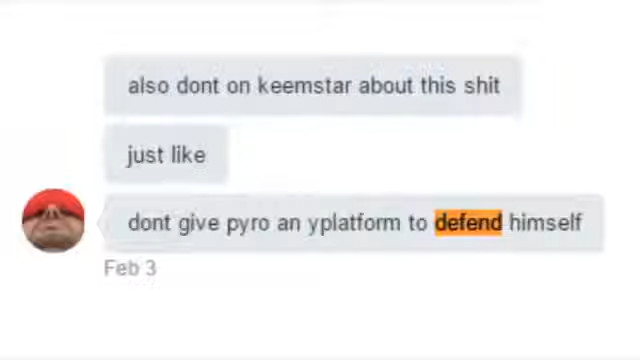 also dont on keemstar about this shit
just like
dont give pyro an yplatform to defend himself
Feb 3